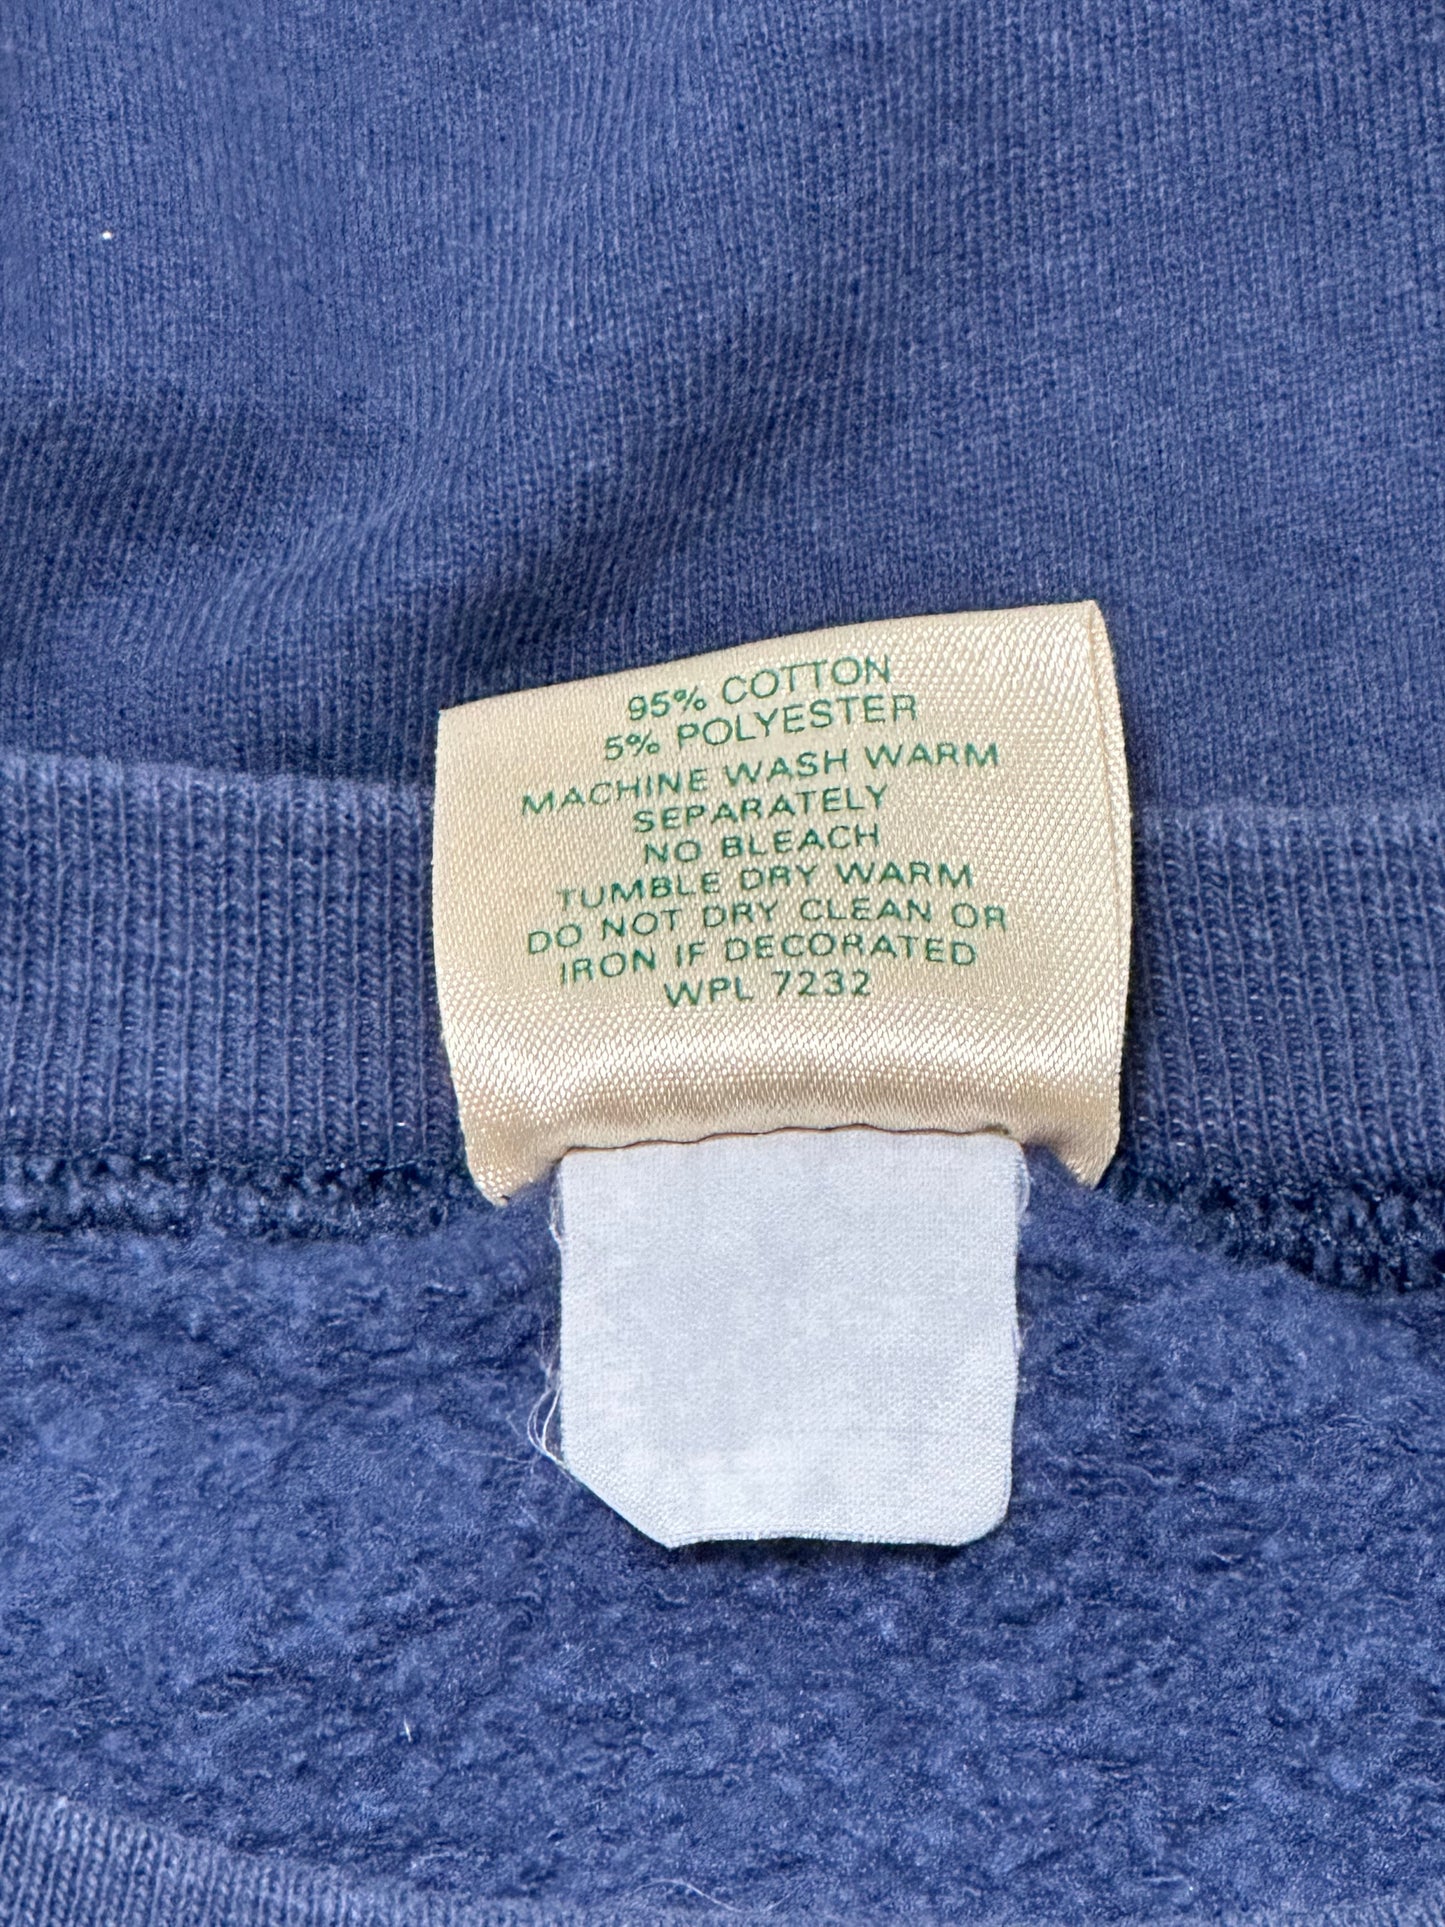 95% COTTON
5% POLYESTER
MACHINE WASH WARM
SEPARATELY
NO BLEACH
TUMBLE DRY WARM
DO NOT DRY CLEAN OR
IRON IF DECORATED
WPL 7232